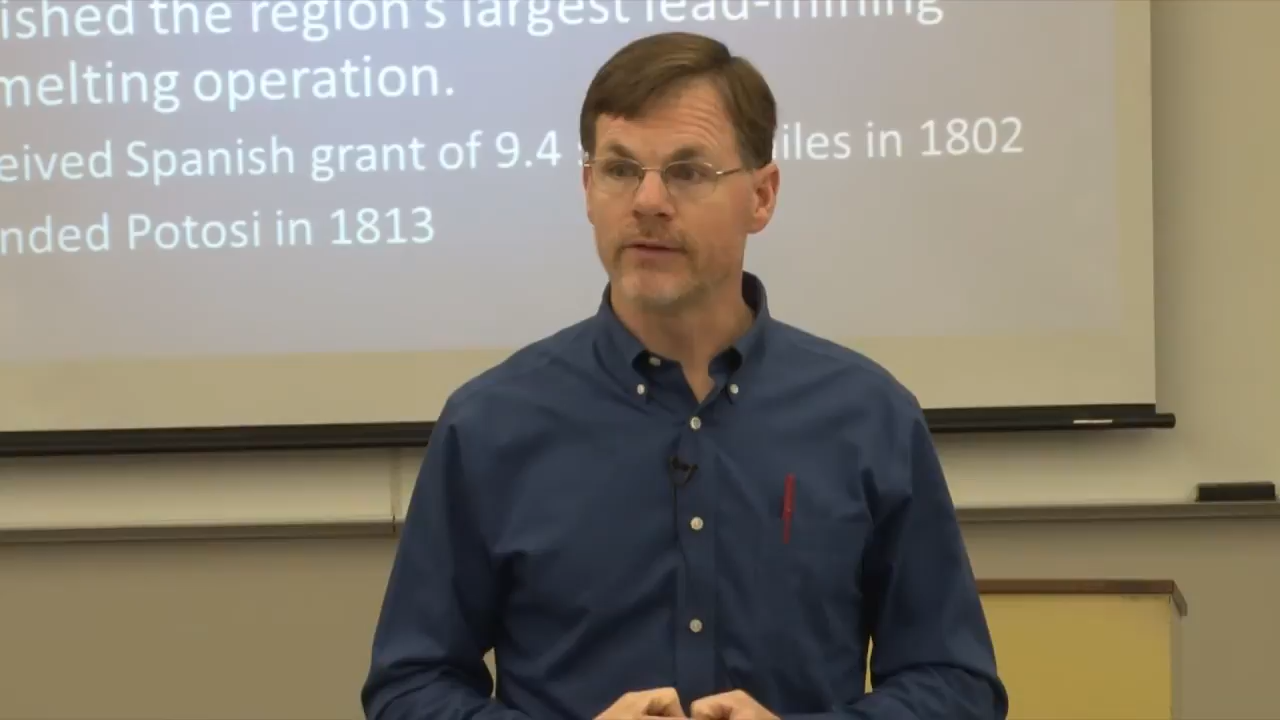 ished the region's largest lead-mining
melting operation.
eived Spanish grant of 9.4 s iles in 1802
nded Potosi in 1813